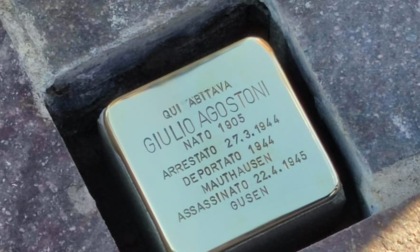 QUI ABITAVA
GIULIO AGOSTONI
NATO 1905
ARRESTATO 27.3.1944
DEPORTATO 1944
MAUTHAUSEN
ASSASSINATO 22.4.1945
GUSEN